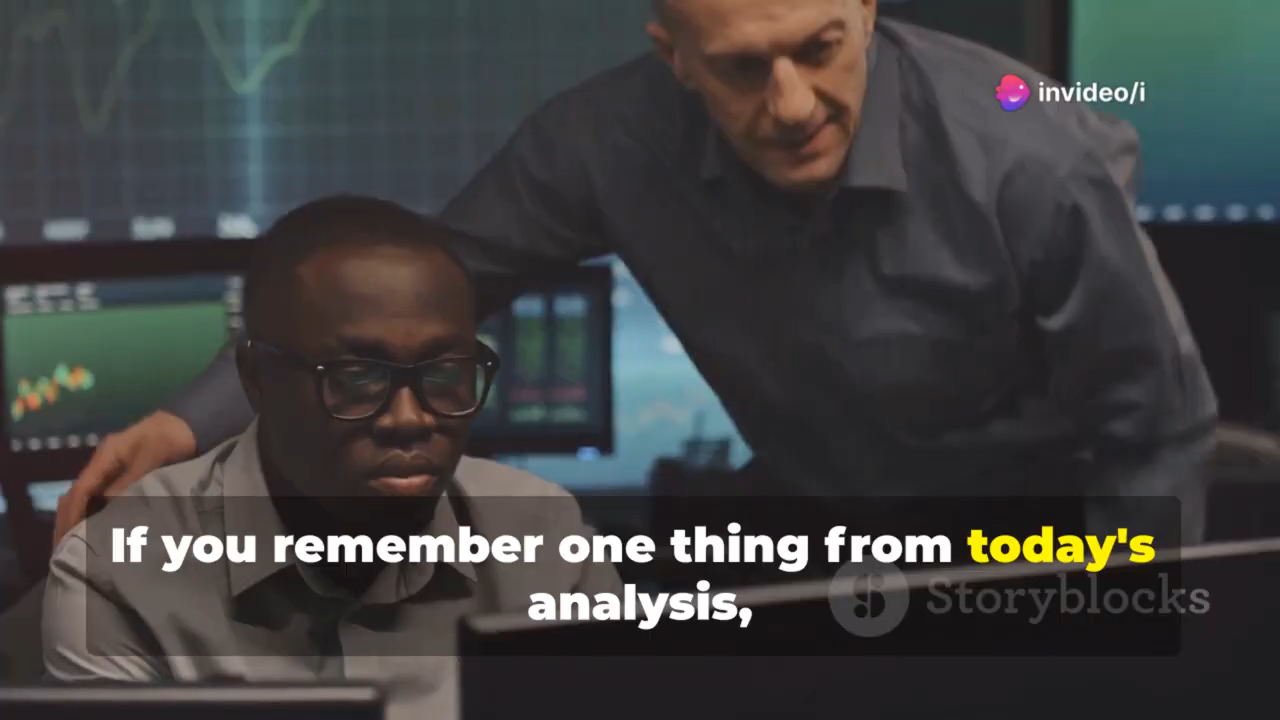 invideo/i
If you remember one thing from today's
analysis,
Storyblocks